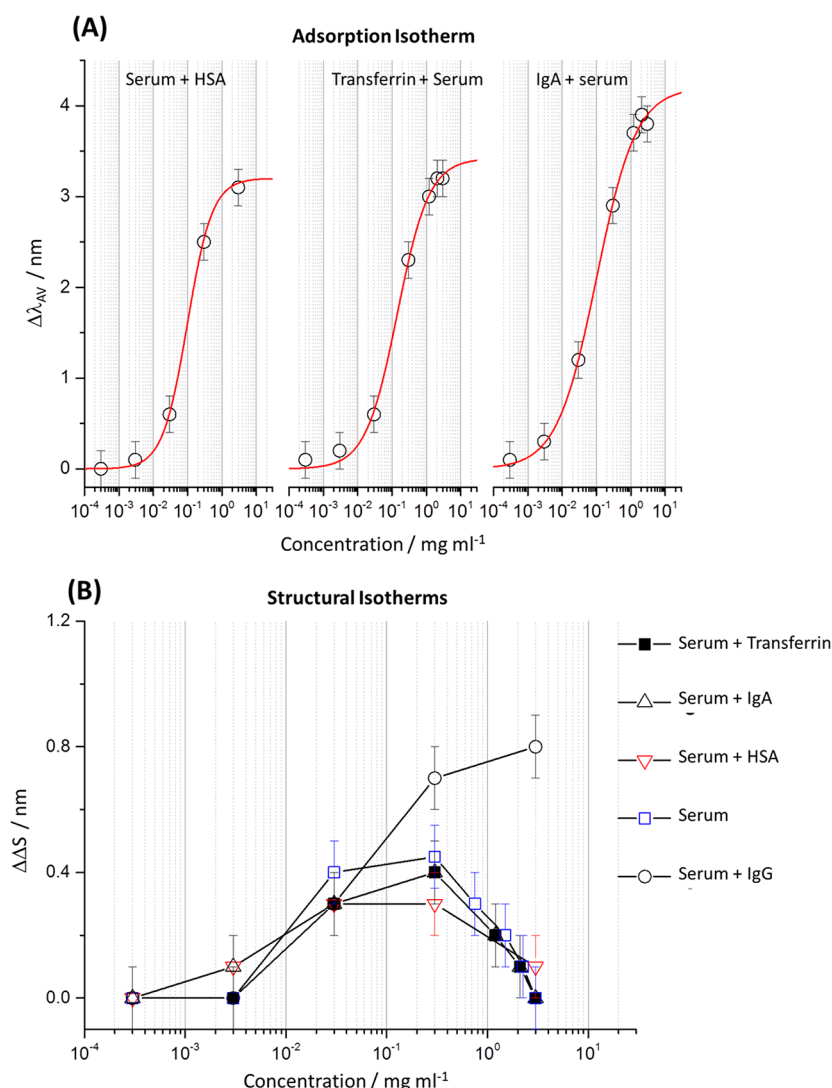 (A)
Adsorption Isotherm
Serum + HSA
Transferrin + Serum
IgA + serum
4
3
2
1
0
Δλ_AV / nm
10⁻⁴ 10⁻³ 10⁻² 10⁻¹ 10⁰ 10¹
10⁻⁴ 10⁻³ 10⁻² 10⁻¹ 10⁰ 10¹
10⁻⁴ 10⁻³ 10⁻² 10⁻¹ 10⁰ 10¹
Concentration / mg ml⁻¹
(B)
Structural Isotherms
1.2
0.8
0.4
0.0
ΔΔS / nm
10⁻⁴ 10⁻³ 10⁻² 10⁻¹ 10⁰ 10¹
Concentration / mg ml⁻¹
Serum + Transferrin
Serum + IgA
Serum + HSA
Serum
Serum + IgG